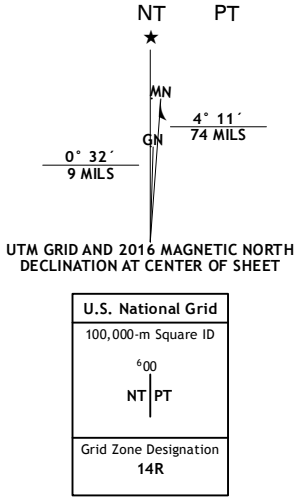 NT PT
★
MN
GN
4° 11´
74 MILS
0° 32´
9 MILS
UTM GRID AND 2016 MAGNETIC NORTH
DECLINATION AT CENTER OF SHEET
U.S. National Grid
100,000-m Square ID
⁶00
NT PT
Grid Zone Designation
14R